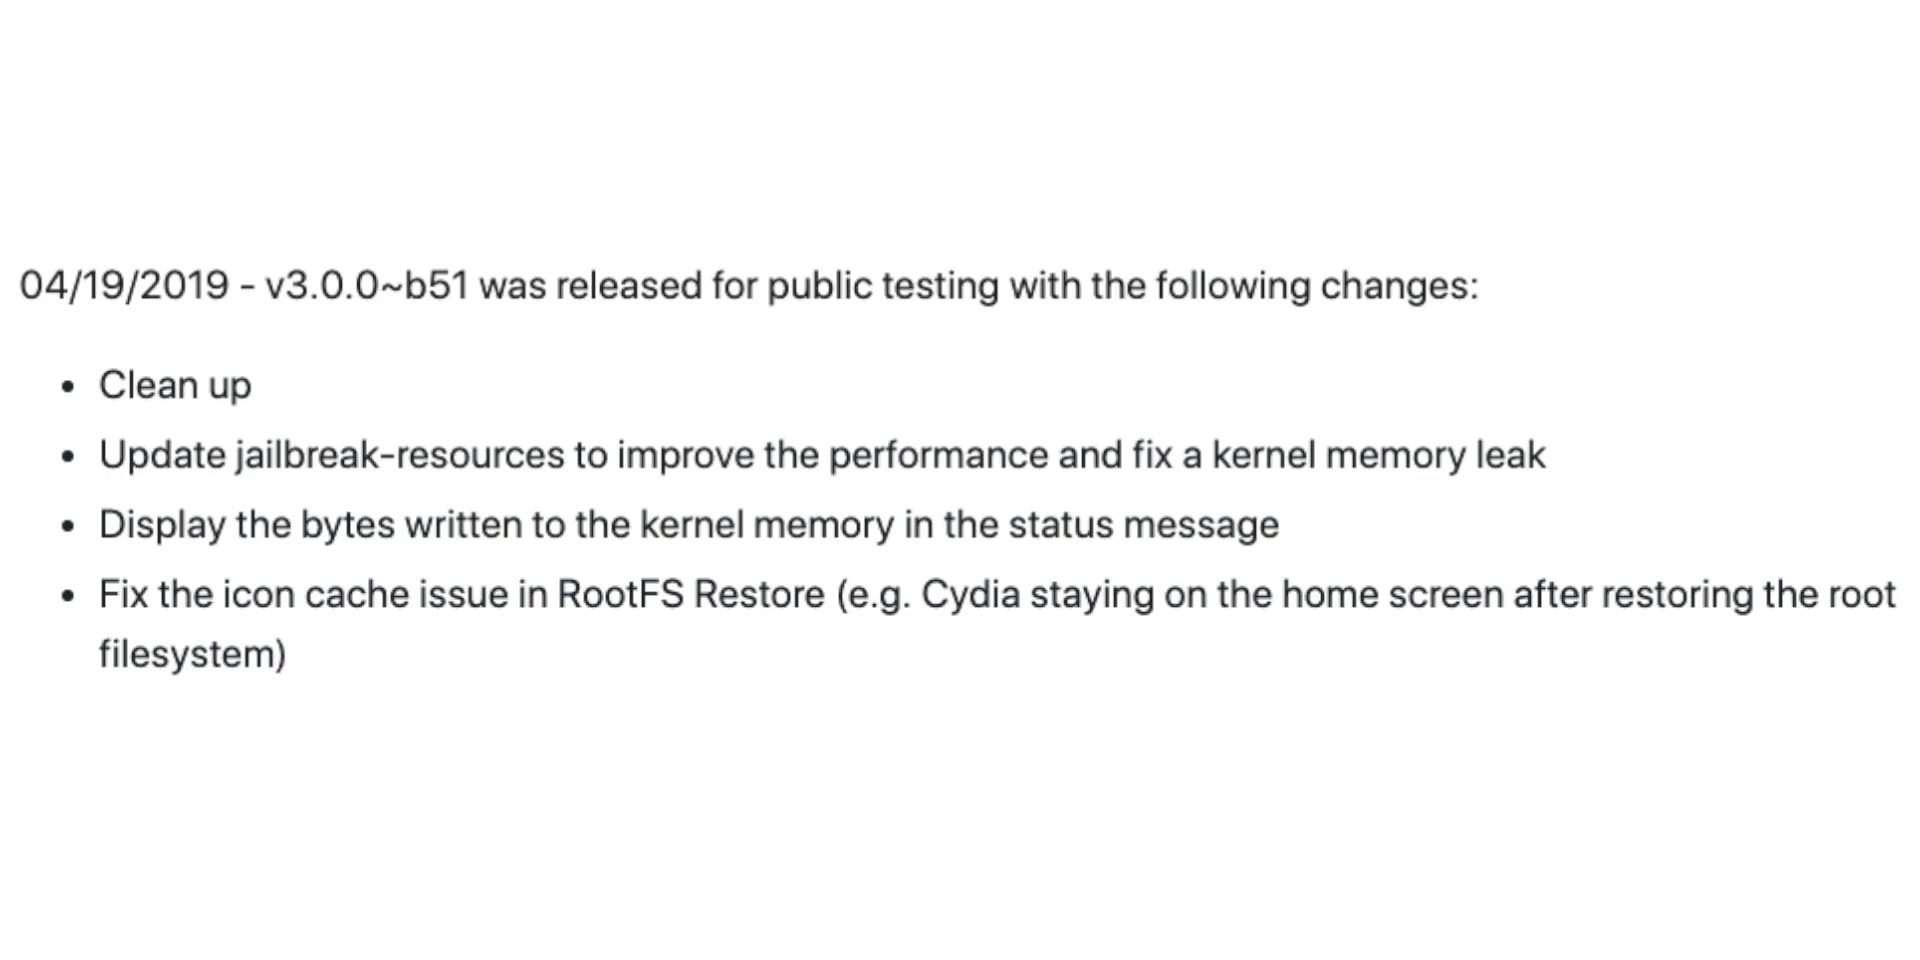 04/19/2019 - v3.0.0~b51 was released for public testing with the following changes:
• Clean up
• Update jailbreak-resources to improve the performance and fix a kernel memory leak
• Display the bytes written to the kernel memory in the status message
• Fix the icon cache issue in RootFS Restore (e.g. Cydia staying on the home screen after restoring the root
filesystem)